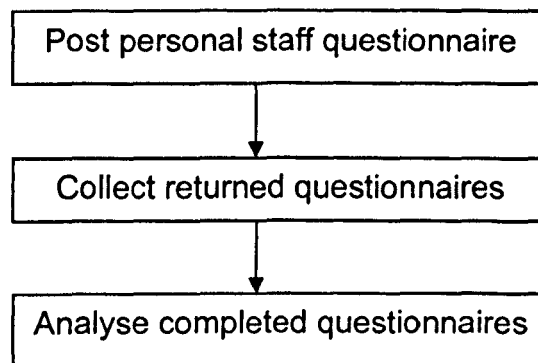 Post personal staff questionnaire
Collect returned questionnaires
Analyse completed questionnaires